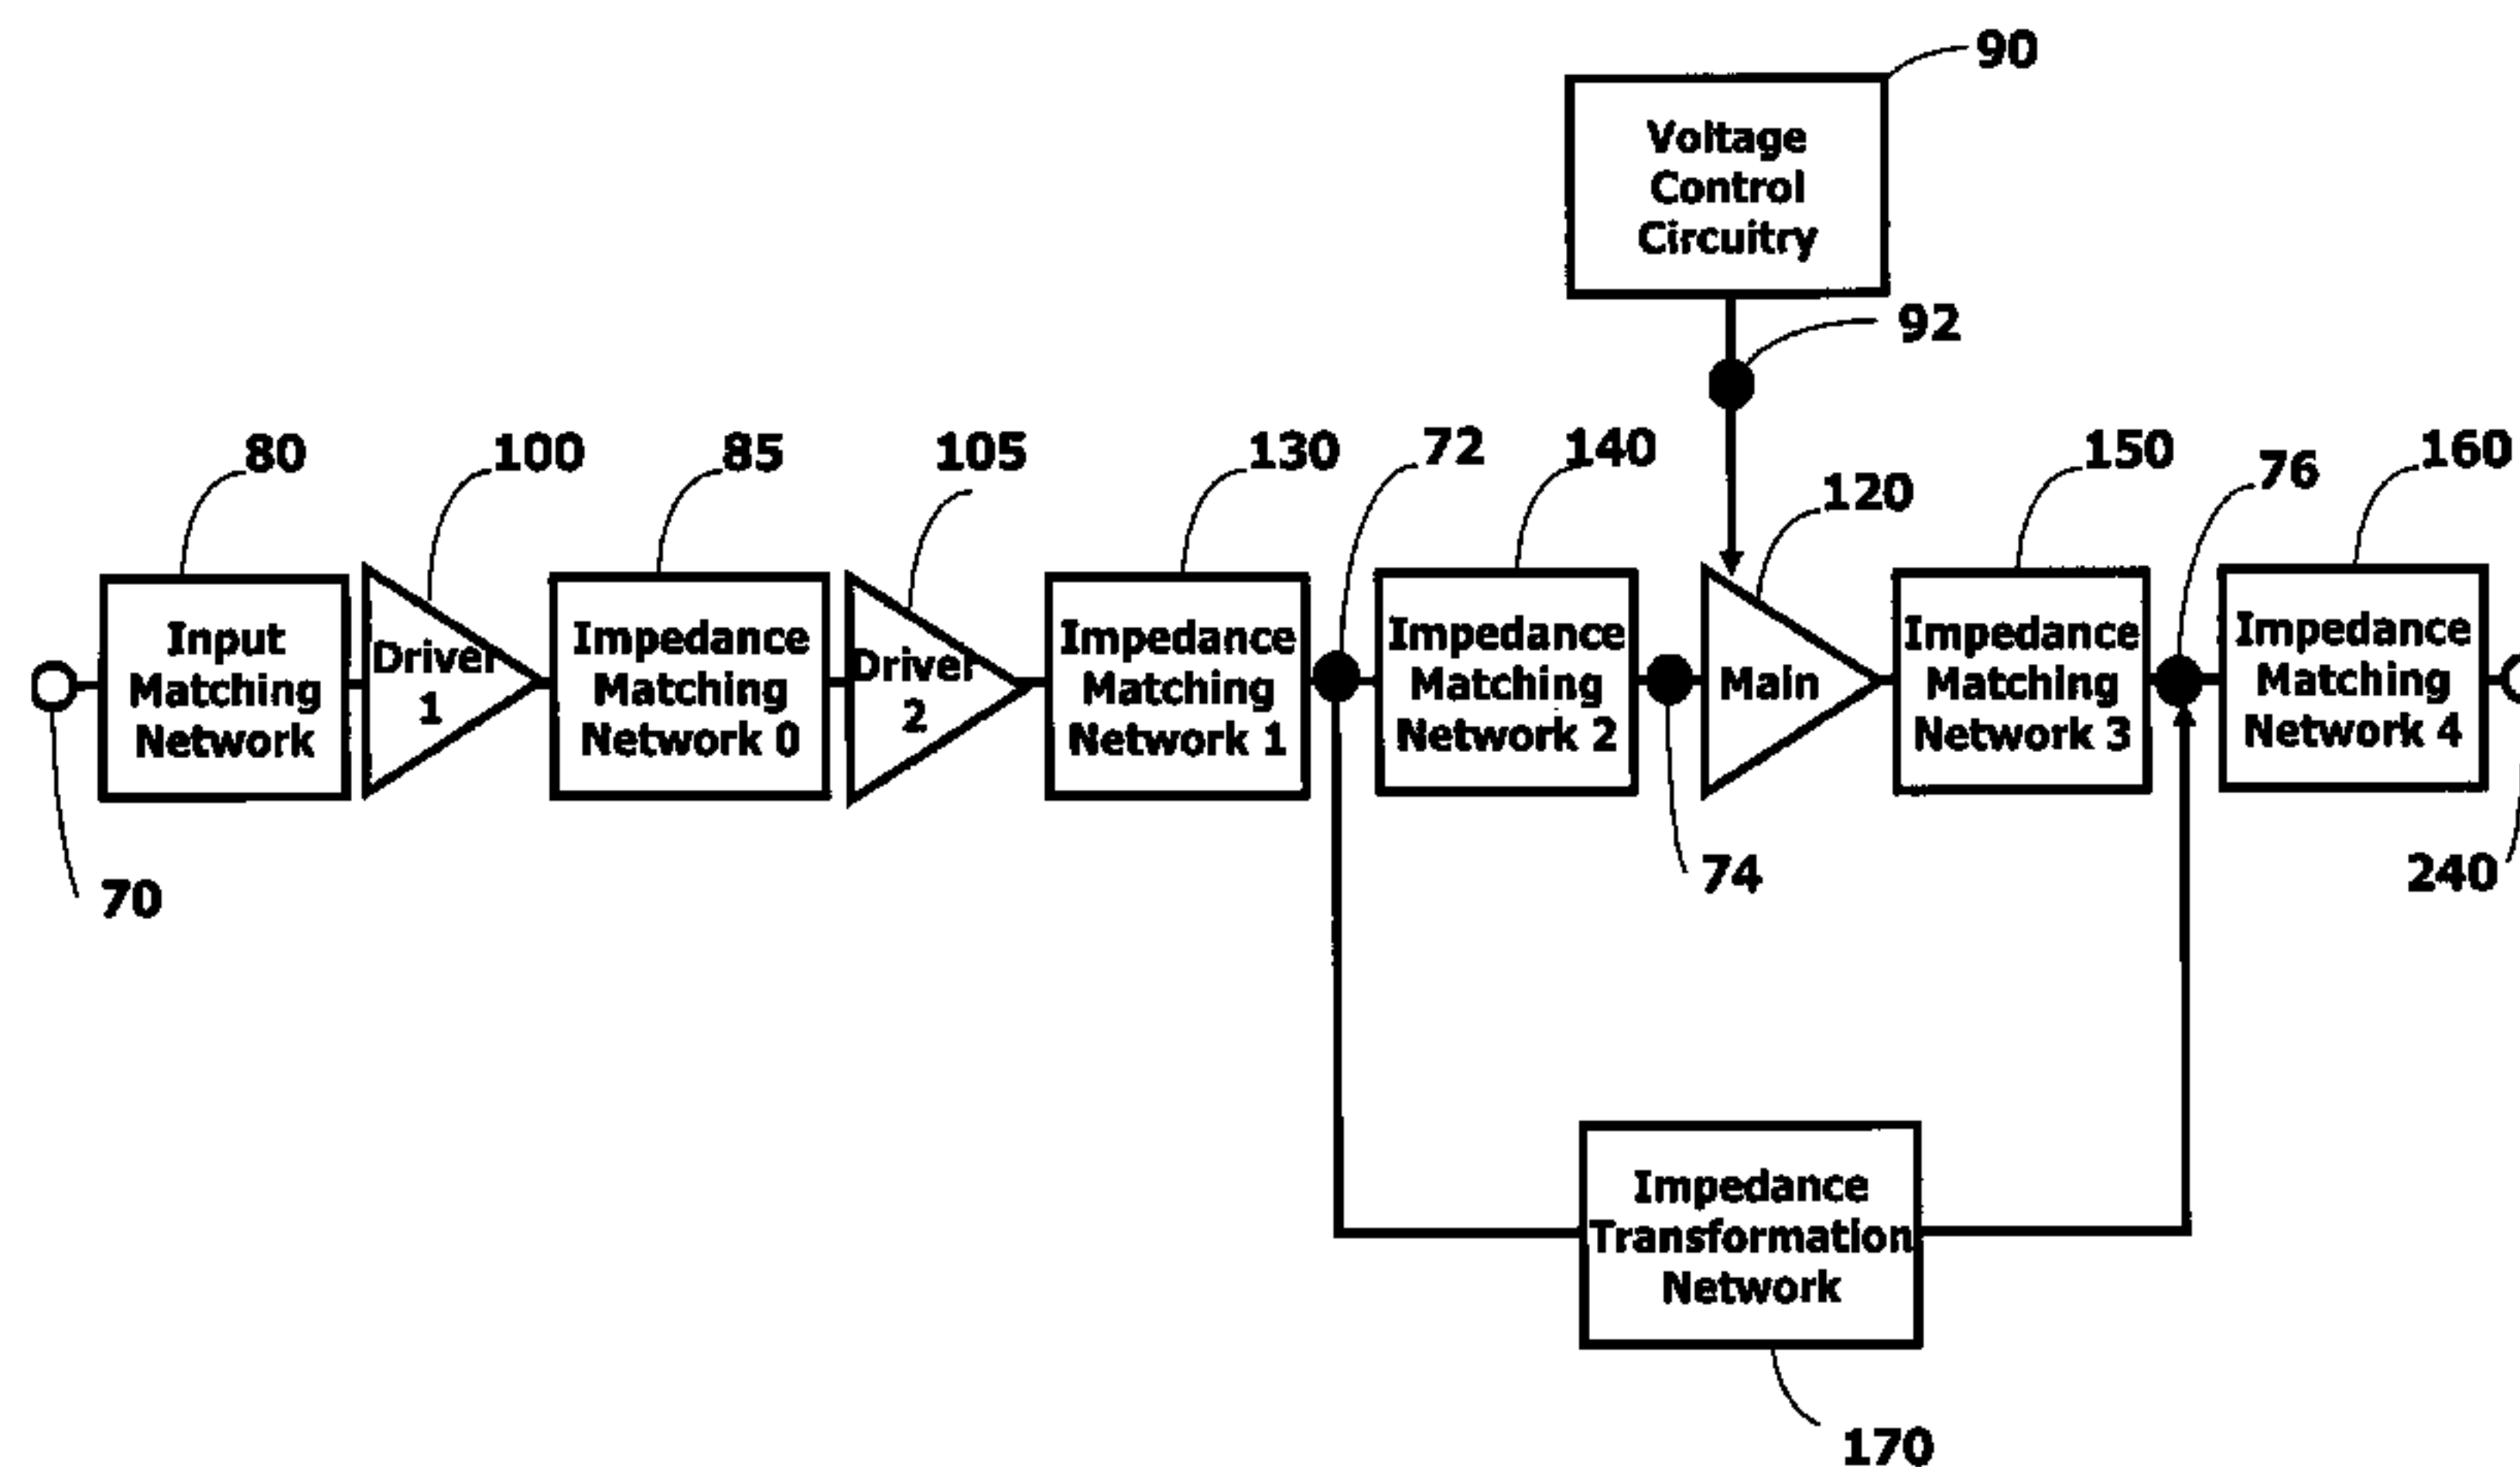 90
Voltage
Control
Circuitry
92
80
100
85
105
130
72
140
120
150
76
160
Input
Matching
Network
Driver
1
Impedance
Matching
Network 0
Driver
2
Impedance
Matching
Network 1
Impedance
Matching
Network 2
Main
Impedance
Matching
Network 3
Impedance
Matching
Network 4
70
74
240
Impedance
Transformation
Network
170